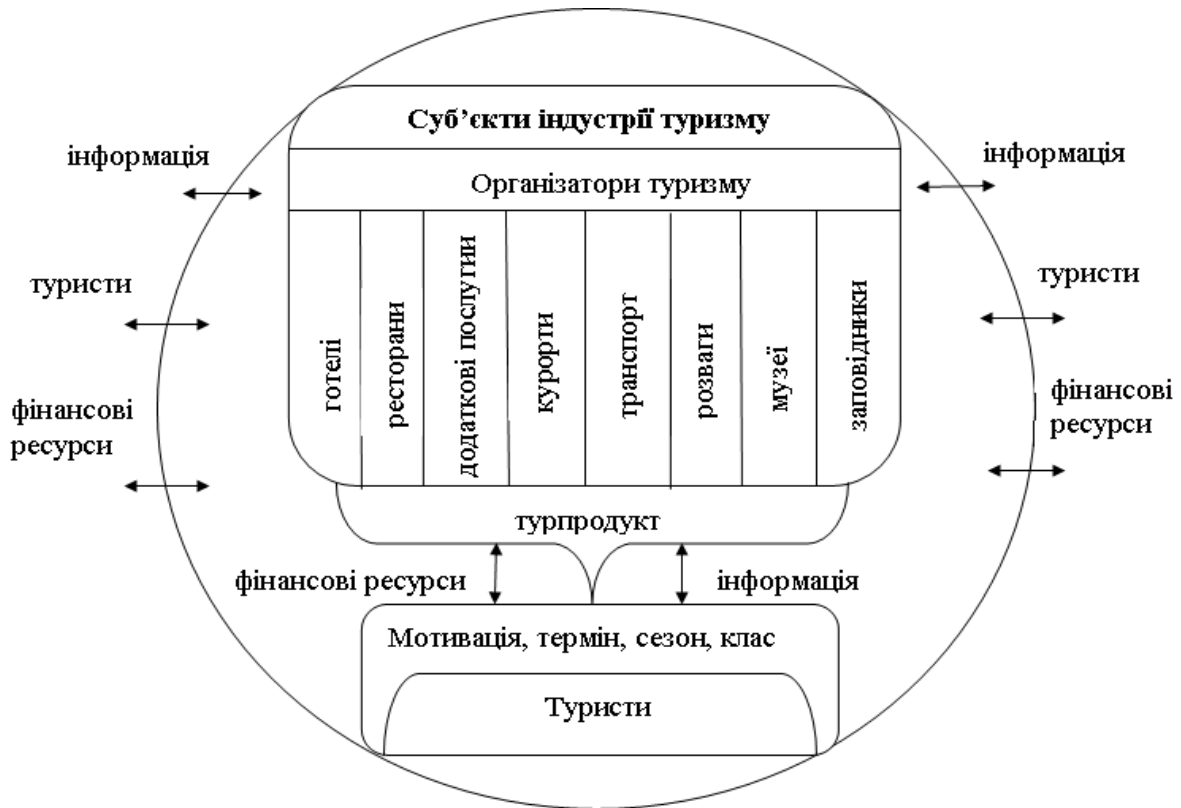 Суб’єкти індустрії туризму
інформація
інформація
Організатори туризму
туристи
туристи
готелі
ресторани
додаткові послугии
курорти
транспорт
розваги
музеї
заповідники
фінансові
ресурси
фінансові
ресурси
турпродукт
фінансові ресурси
інформація
Мотивація, термін, сезон, клас
Туристи